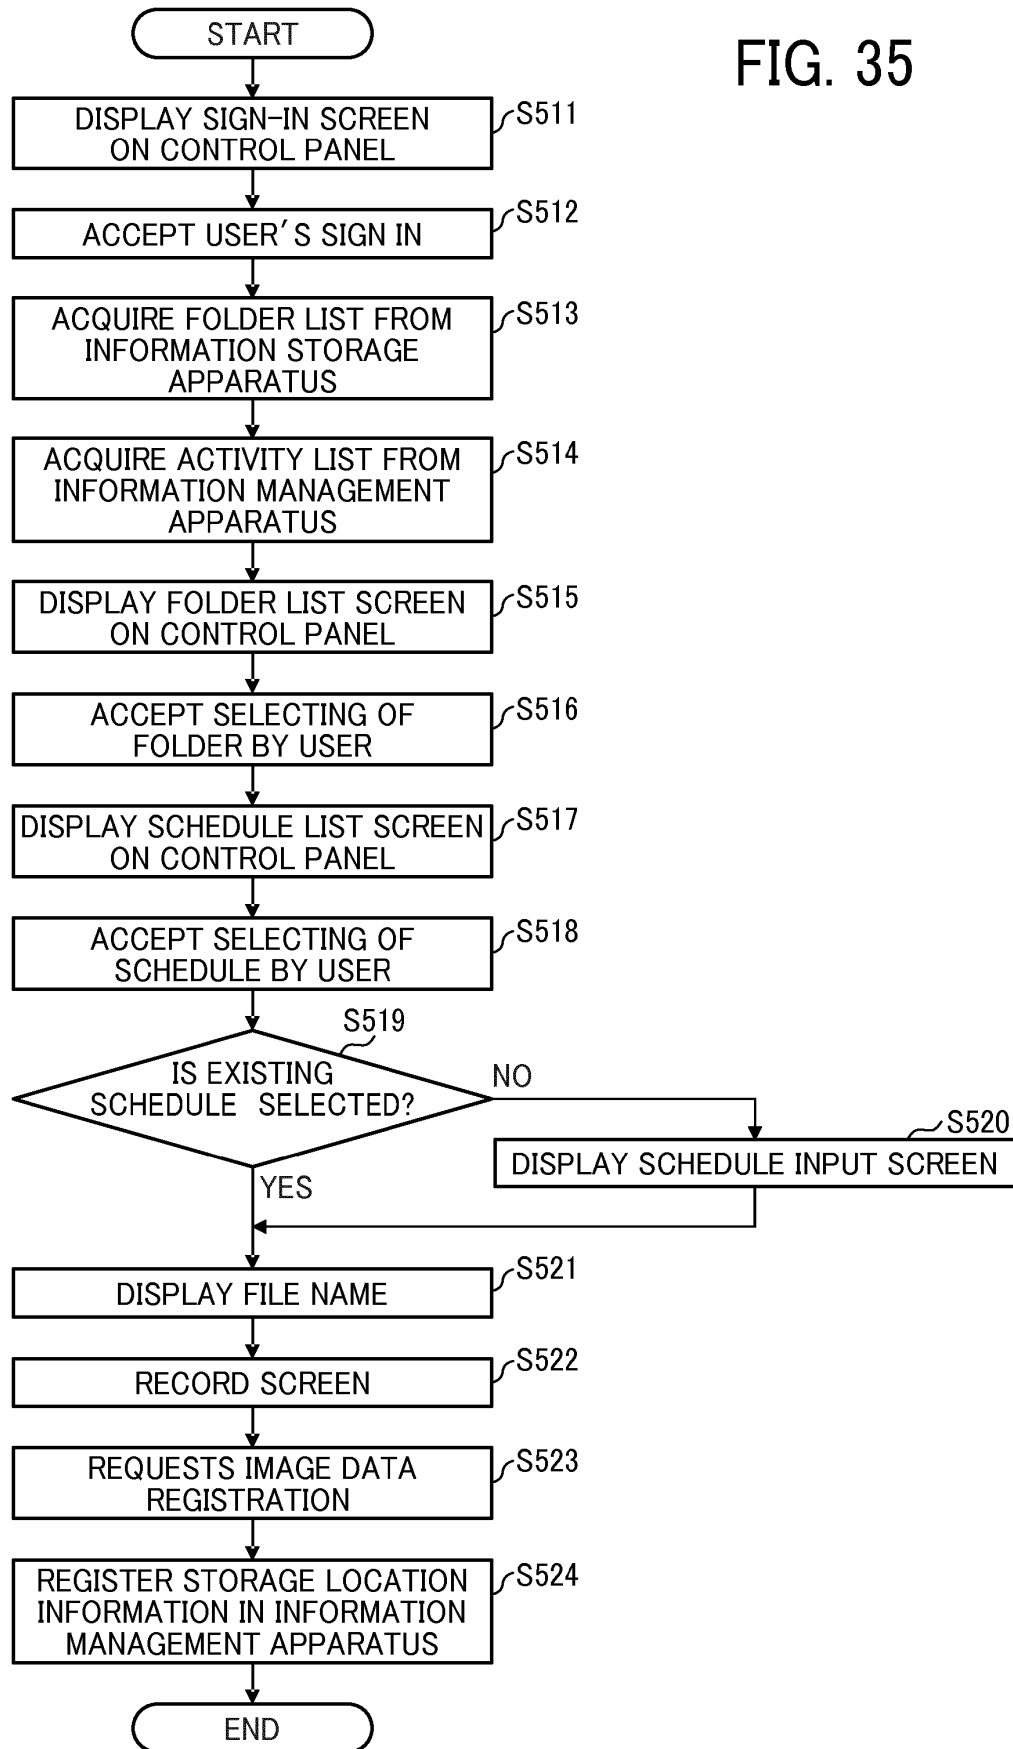 START
FIG. 35
DISPLAY SIGN-IN SCREEN
ON CONTROL PANEL
S511
ACCEPT USER'S SIGN IN
S512
ACQUIRE FOLDER LIST FROM
INFORMATION STORAGE
APPARATUS
S513
ACQUIRE ACTIVITY LIST FROM
INFORMATION MANAGEMENT
APPARATUS
S514
DISPLAY FOLDER LIST SCREEN
ON CONTROL PANEL
S515
ACCEPT SELECTING OF
FOLDER BY USER
S516
DISPLAY SCHEDULE LIST SCREEN
ON CONTROL PANEL
S517
ACCEPT SELECTING OF
SCHEDULE BY USER
S518
S519
IS EXISTING
SCHEDULE SELECTED?
NO
S520
DISPLAY SCHEDULE INPUT SCREEN
YES
DISPLAY FILE NAME
S521
RECORD SCREEN
S522
REQUESTS IMAGE DATA
REGISTRATION
S523
REGISTER STORAGE LOCATION
INFORMATION IN INFORMATION
MANAGEMENT APPARATUS
S524
END